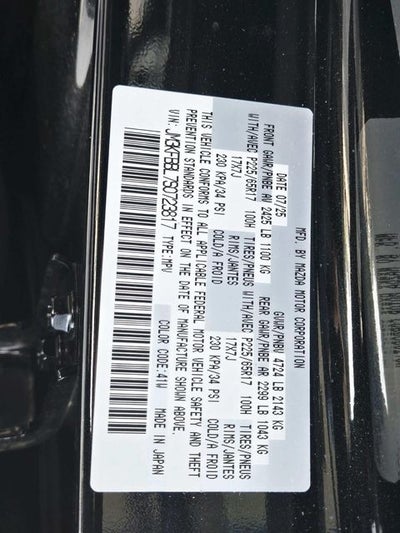 MFD. BY MAZDA MOTOR CORPORATION
DATE 07/25 GVWR/PNBV 4724 LB 2143 KG
FRONT GAWR/PNBE AV 2425 LB 1100 KG REAR GAWR/PNBE AR 2299 LB 1043 KG
WITH/AVEC P225/65R17 100H TIRES/PNEUS WITH/AVEC P225/65R17 100H TIRES/PNEUS
17X7J RIMS/JANTES 17X7J RIMS/JANTES
230 KPA/34 PSI COLD/A FROID 230 KPA/34 PSI COLD/A FROID
THIS VEHICLE CONFORMS TO ALL APPLICABLE FEDERAL MOTOR VEHICLE SAFETY AND THEFT
PREVENTION STANDARDS IN EFFECT ON THE DATE OF MANUFACTURE SHOWN ABOVE.
VIN: JM3KFBBL7S0723817 TYPE:MPV COLOR CODE:41W MADE IN JAPAN